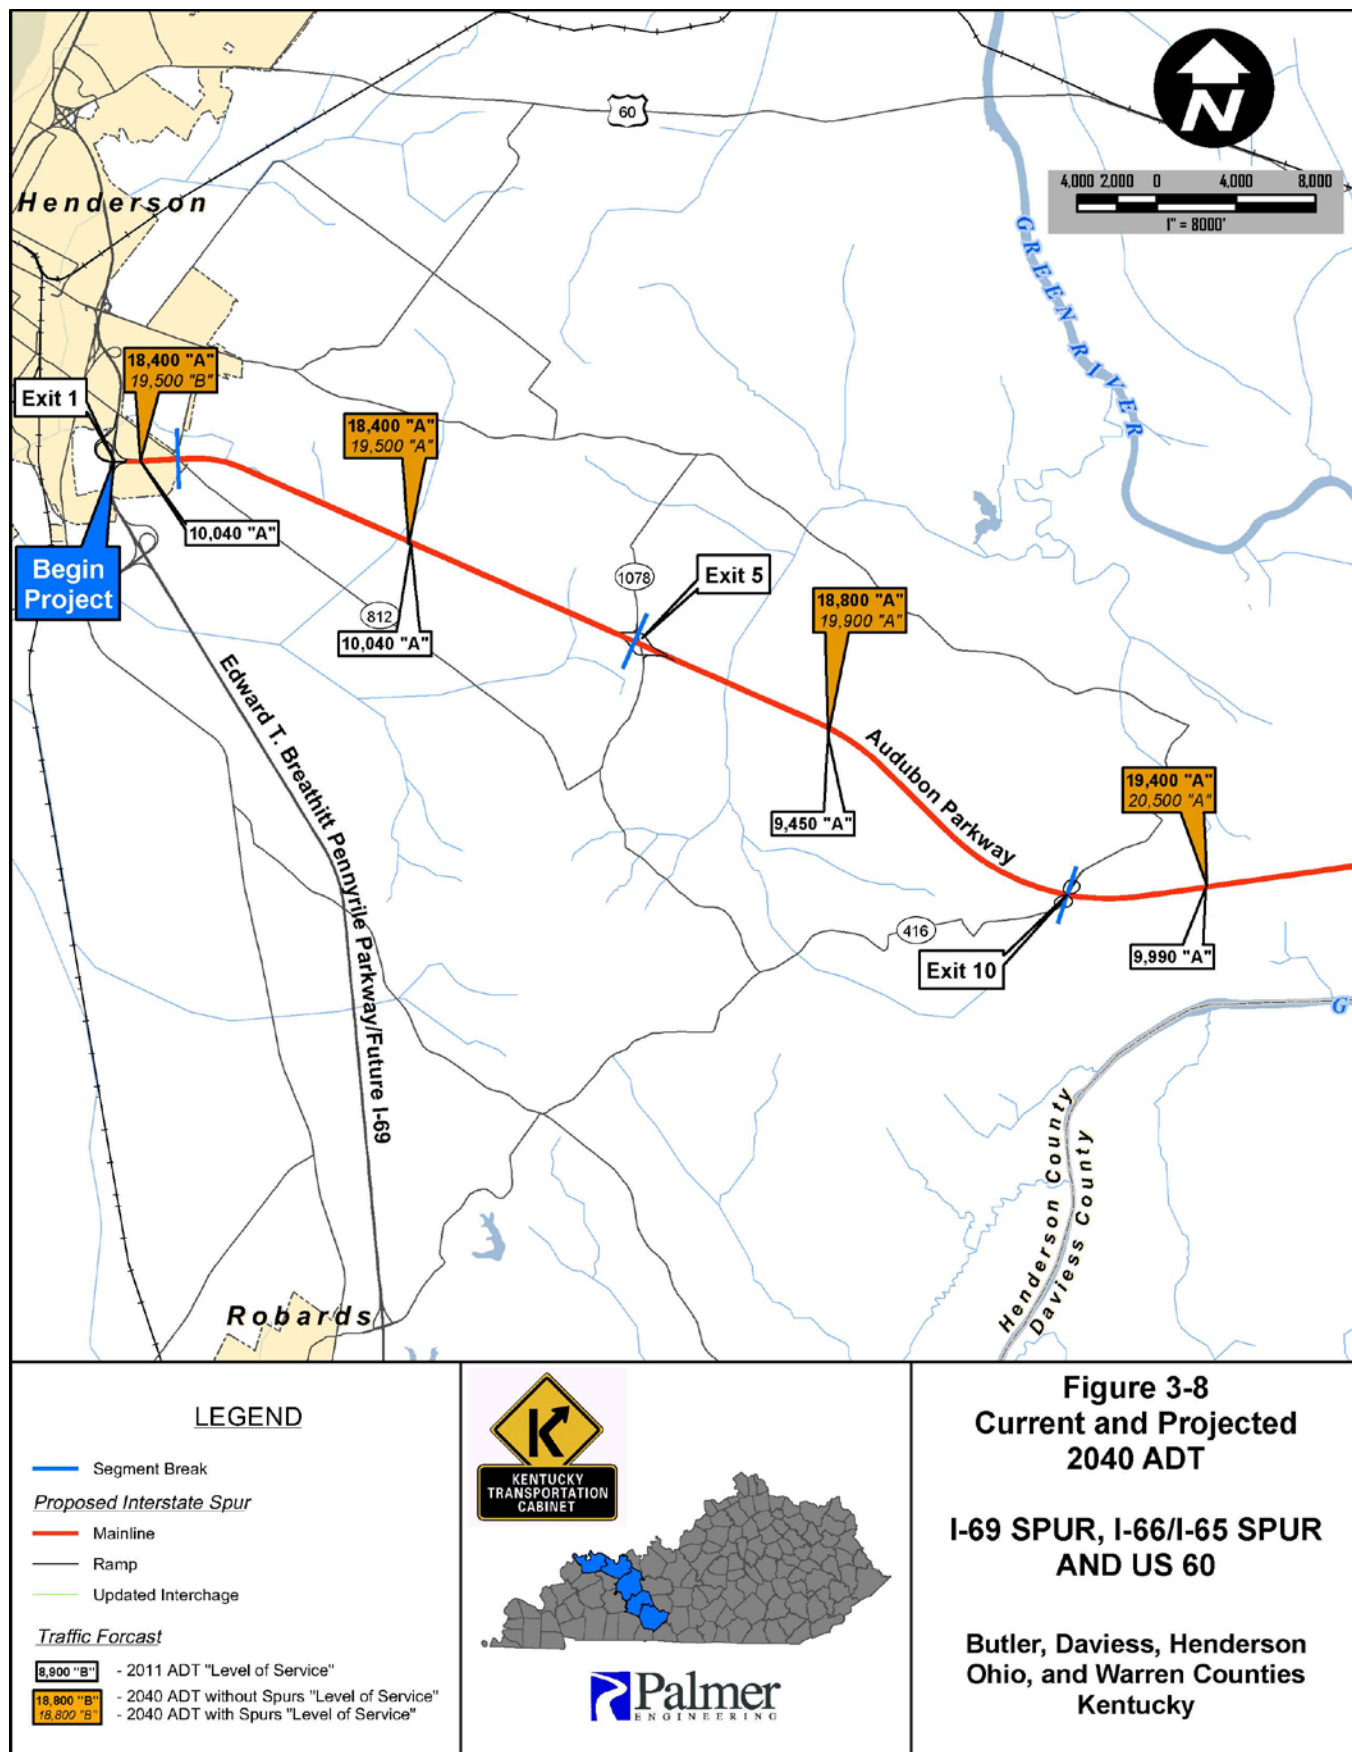 60
N
4,000 2,000 0 4,000 8,000
1" = 8000'
Henderson
GREEN RIVER
18,400 "A"
19,500 "B"
Exit 1
18,400 "A"
19,500 "A"
10,040 "A"
Begin
Project
1078
Exit 5
812
10,040 "A"
18,800 "A"
19,900 "A"
Edward T. Breathitt Pennyrile Parkway/Future I-69
Audubon Parkway
9,450 "A"
19,400 "A"
20,500 "A"
416
Exit 10
9,990 "A"
G
Henderson County
Daviess County
Robards
LEGEND
Segment Break
Proposed Interstate Spur
Mainline
Ramp
Updated Interchage
Traffic Forcast
8,900 "B" - 2011 ADT "Level of Service"
18,800 "B" - 2040 ADT without Spurs "Level of Service"
18,800 "B" - 2040 ADT with Spurs "Level of Service"
K
KENTUCKY
TRANSPORTATION
CABINET
Palmer
ENGINEERING
Figure 3-8
Current and Projected
2040 ADT
I-69 SPUR, I-66/I-65 SPUR
AND US 60
Butler, Daviess, Henderson
Ohio, and Warren Counties
Kentucky